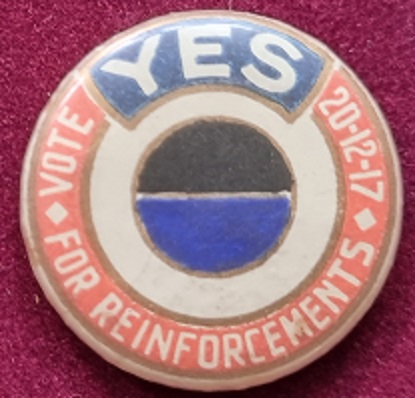 YES
VOTE ◆ FOR REINFORCEMENTS ◆ 20-12-17